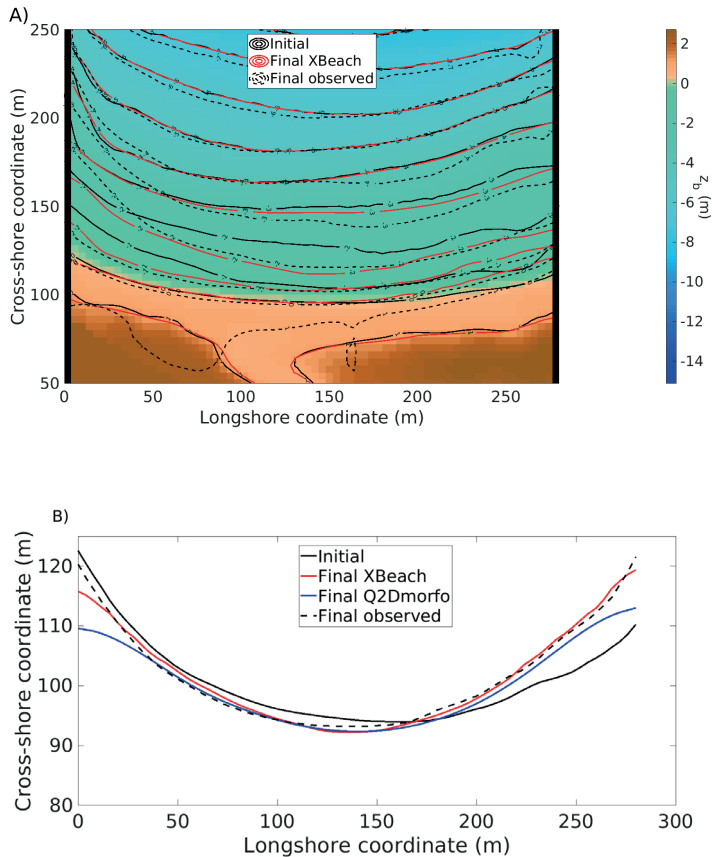 A)
250
200
150
100
50
0
50
100
150
200
250
Cross-shore coordinate (m)
Longshore coordinate (m)
Initial
Final XBeach
Final observed
2
0
-2
-4
-6
-8
-10
-12
-14
z_b (m)
B)
120
110
100
90
80
0
50
100
150
200
250
300
Cross-shore coordinate (m)
Longshore coordinate (m)
Initial
Final XBeach
Final Q2Dmorfo
Final observed